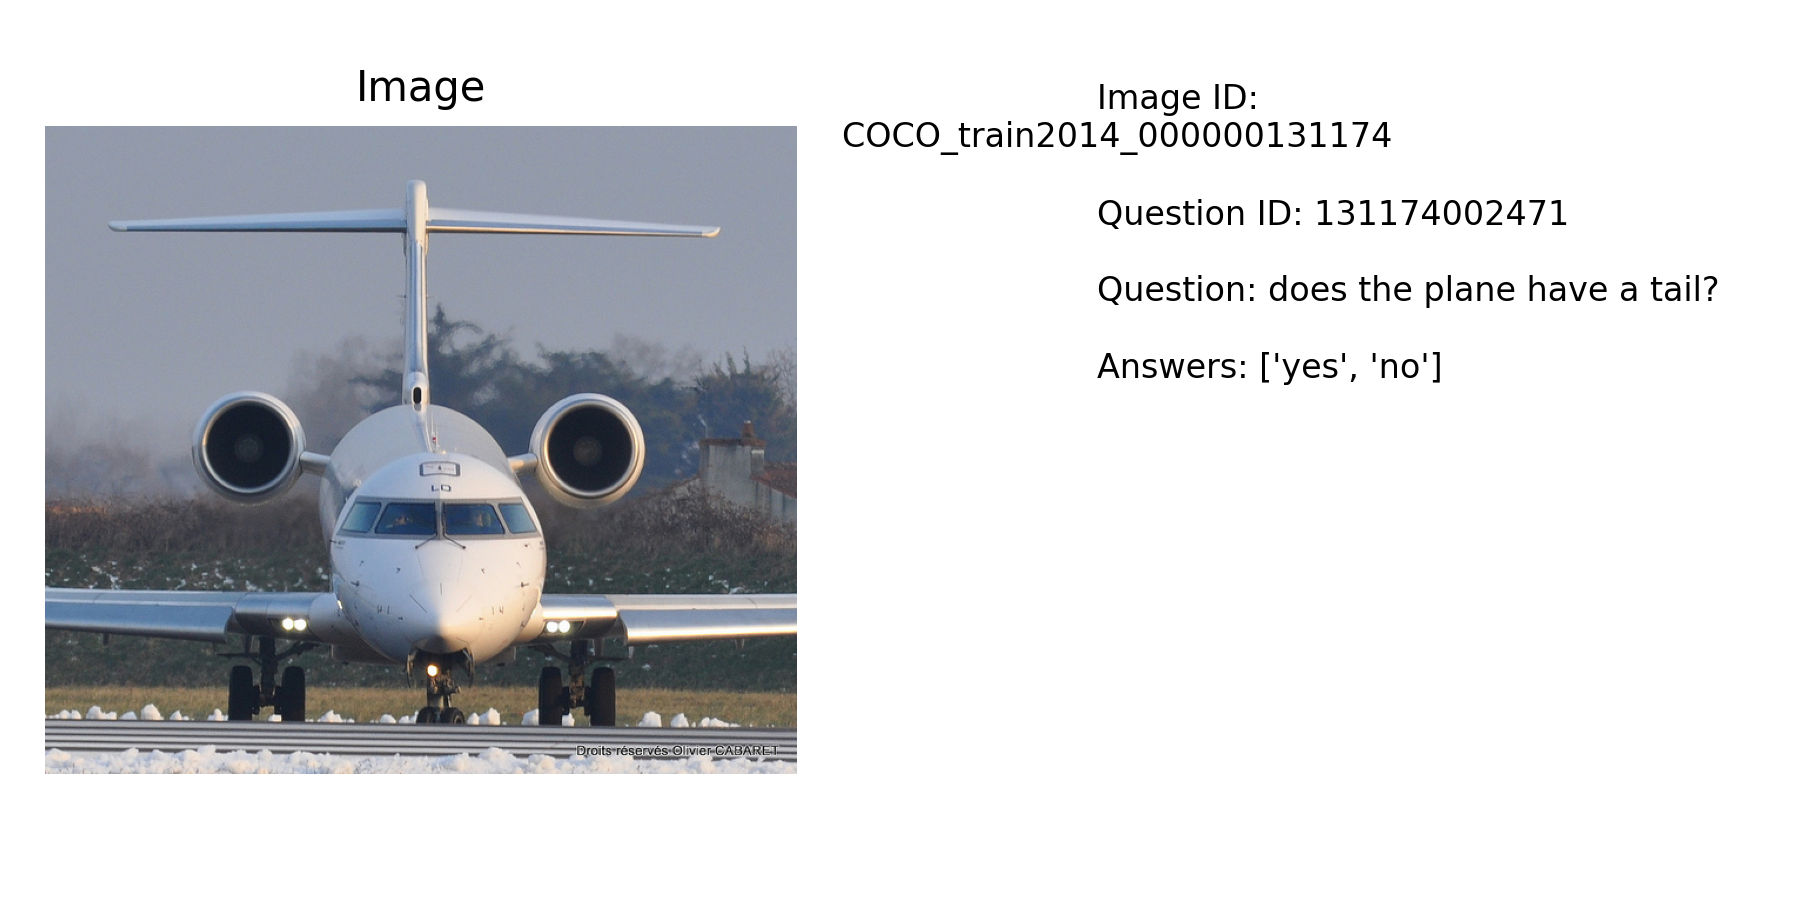 Image
Image ID:
COCO_train2014_000000131174
Question ID: 131174002471
Question: does the plane have a tail?
Answers: ['yes', 'no']
Droits réservés Olivier CABARET